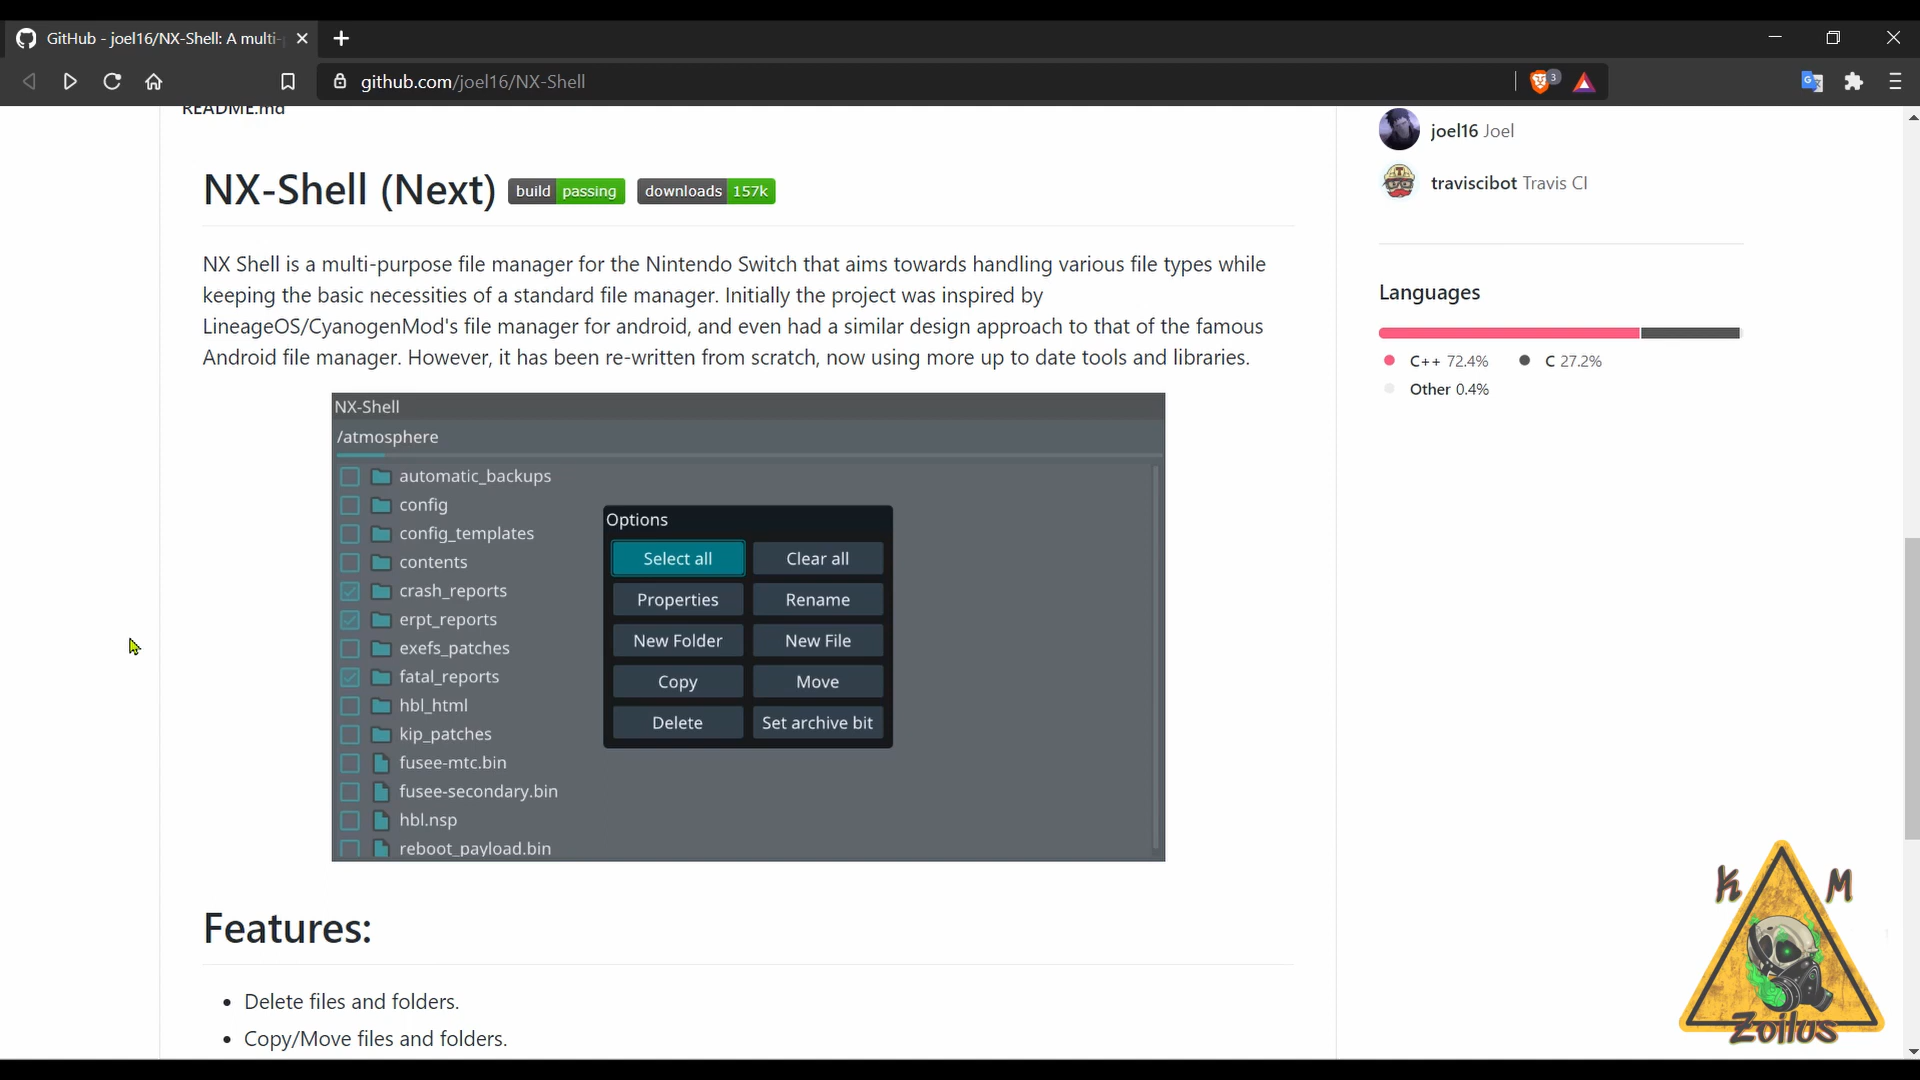 GitHub - joel16/NX-Shell: A multi-
github.com/joel16/NX-Shell
3
README.md
NX-Shell (Next) build passing downloads 157k
NX Shell is a multi-purpose file manager for the Nintendo Switch that aims towards handling various file types while
keeping the basic necessities of a standard file manager. Initially the project was inspired by
LineageOS/CyanogenMod's file manager for android, and even had a similar design approach to that of the famous
Android file manager. However, it has been re-written from scratch, now using more up to date tools and libraries.
NX-Shell
/atmosphere
automatic_backups
config
config_templates
contents
crash_reports
erpt_reports
exefs_patches
fatal_reports
hbl_html
kip_patches
fusee-mtc.bin
fusee-secondary.bin
hbl.nsp
reboot_payload.bin
Options
Select all Clear all
Properties Rename
New Folder New File
Copy Move
Delete Set archive bit
Features:
• Delete files and folders.
• Copy/Move files and folders.
joel16 Joel
traviscibot Travis CI
Languages
C++ 72.4% C 27.2%
Other 0.4%
K M
Zoilus